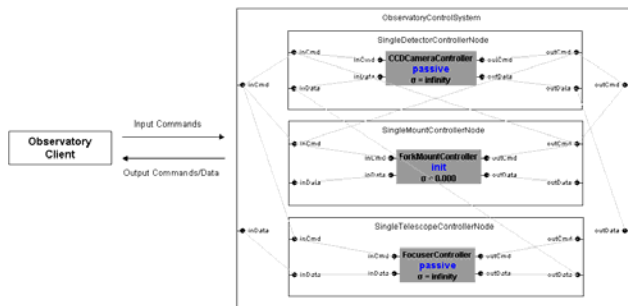 ObservatoryControlSystem
SingleDetectorControllerNode
inCmd
inCmd
CCDCameraController
outCmd
outCmd
passive
inData
inData
outData
outData
σ = infinity
inCmd
outCmd
Input Commands
Observatory
Client
Output Commands/Data
SingleMountControllerNode
inCmd
inCmd
ForkMountController
outCmd
outCmd
init
inData
inData
outData
outData
σ = 0.000
SingleTelescopeControllerNode
inData
outData
inCmd
inCmd
FocuserController
outCmd
outCmd
passive
inData
inData
outData
outData
σ = infinity